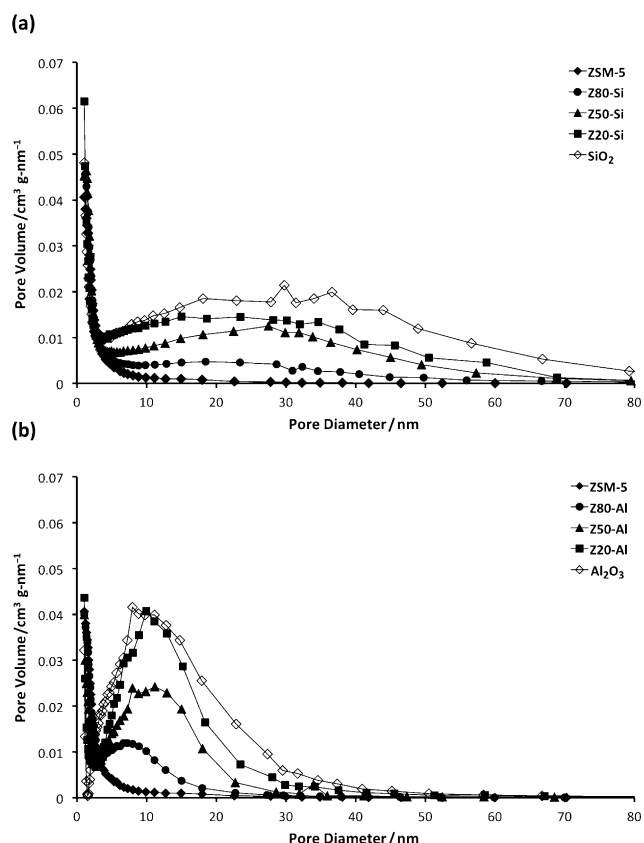 (a)
0.07
0.06
0.05
0.04
0.03
0.02
0.01
0
Pore Volume/cm³ g-nm⁻¹
ZSM-5
Z80-Si
Z50-Si
Z20-Si
SiO₂
0 10 20 30 40 50 60 70 80
Pore Diameter/nm
(b)
0.07
0.06
0.05
0.04
0.03
0.02
0.01
0
Pore Volume/cm³ g-nm⁻¹
ZSM-5
Z80-Al
Z50-Al
Z20-Al
Al₂O₃
0 10 20 30 40 50 60 70 80
Pore Diameter/nm